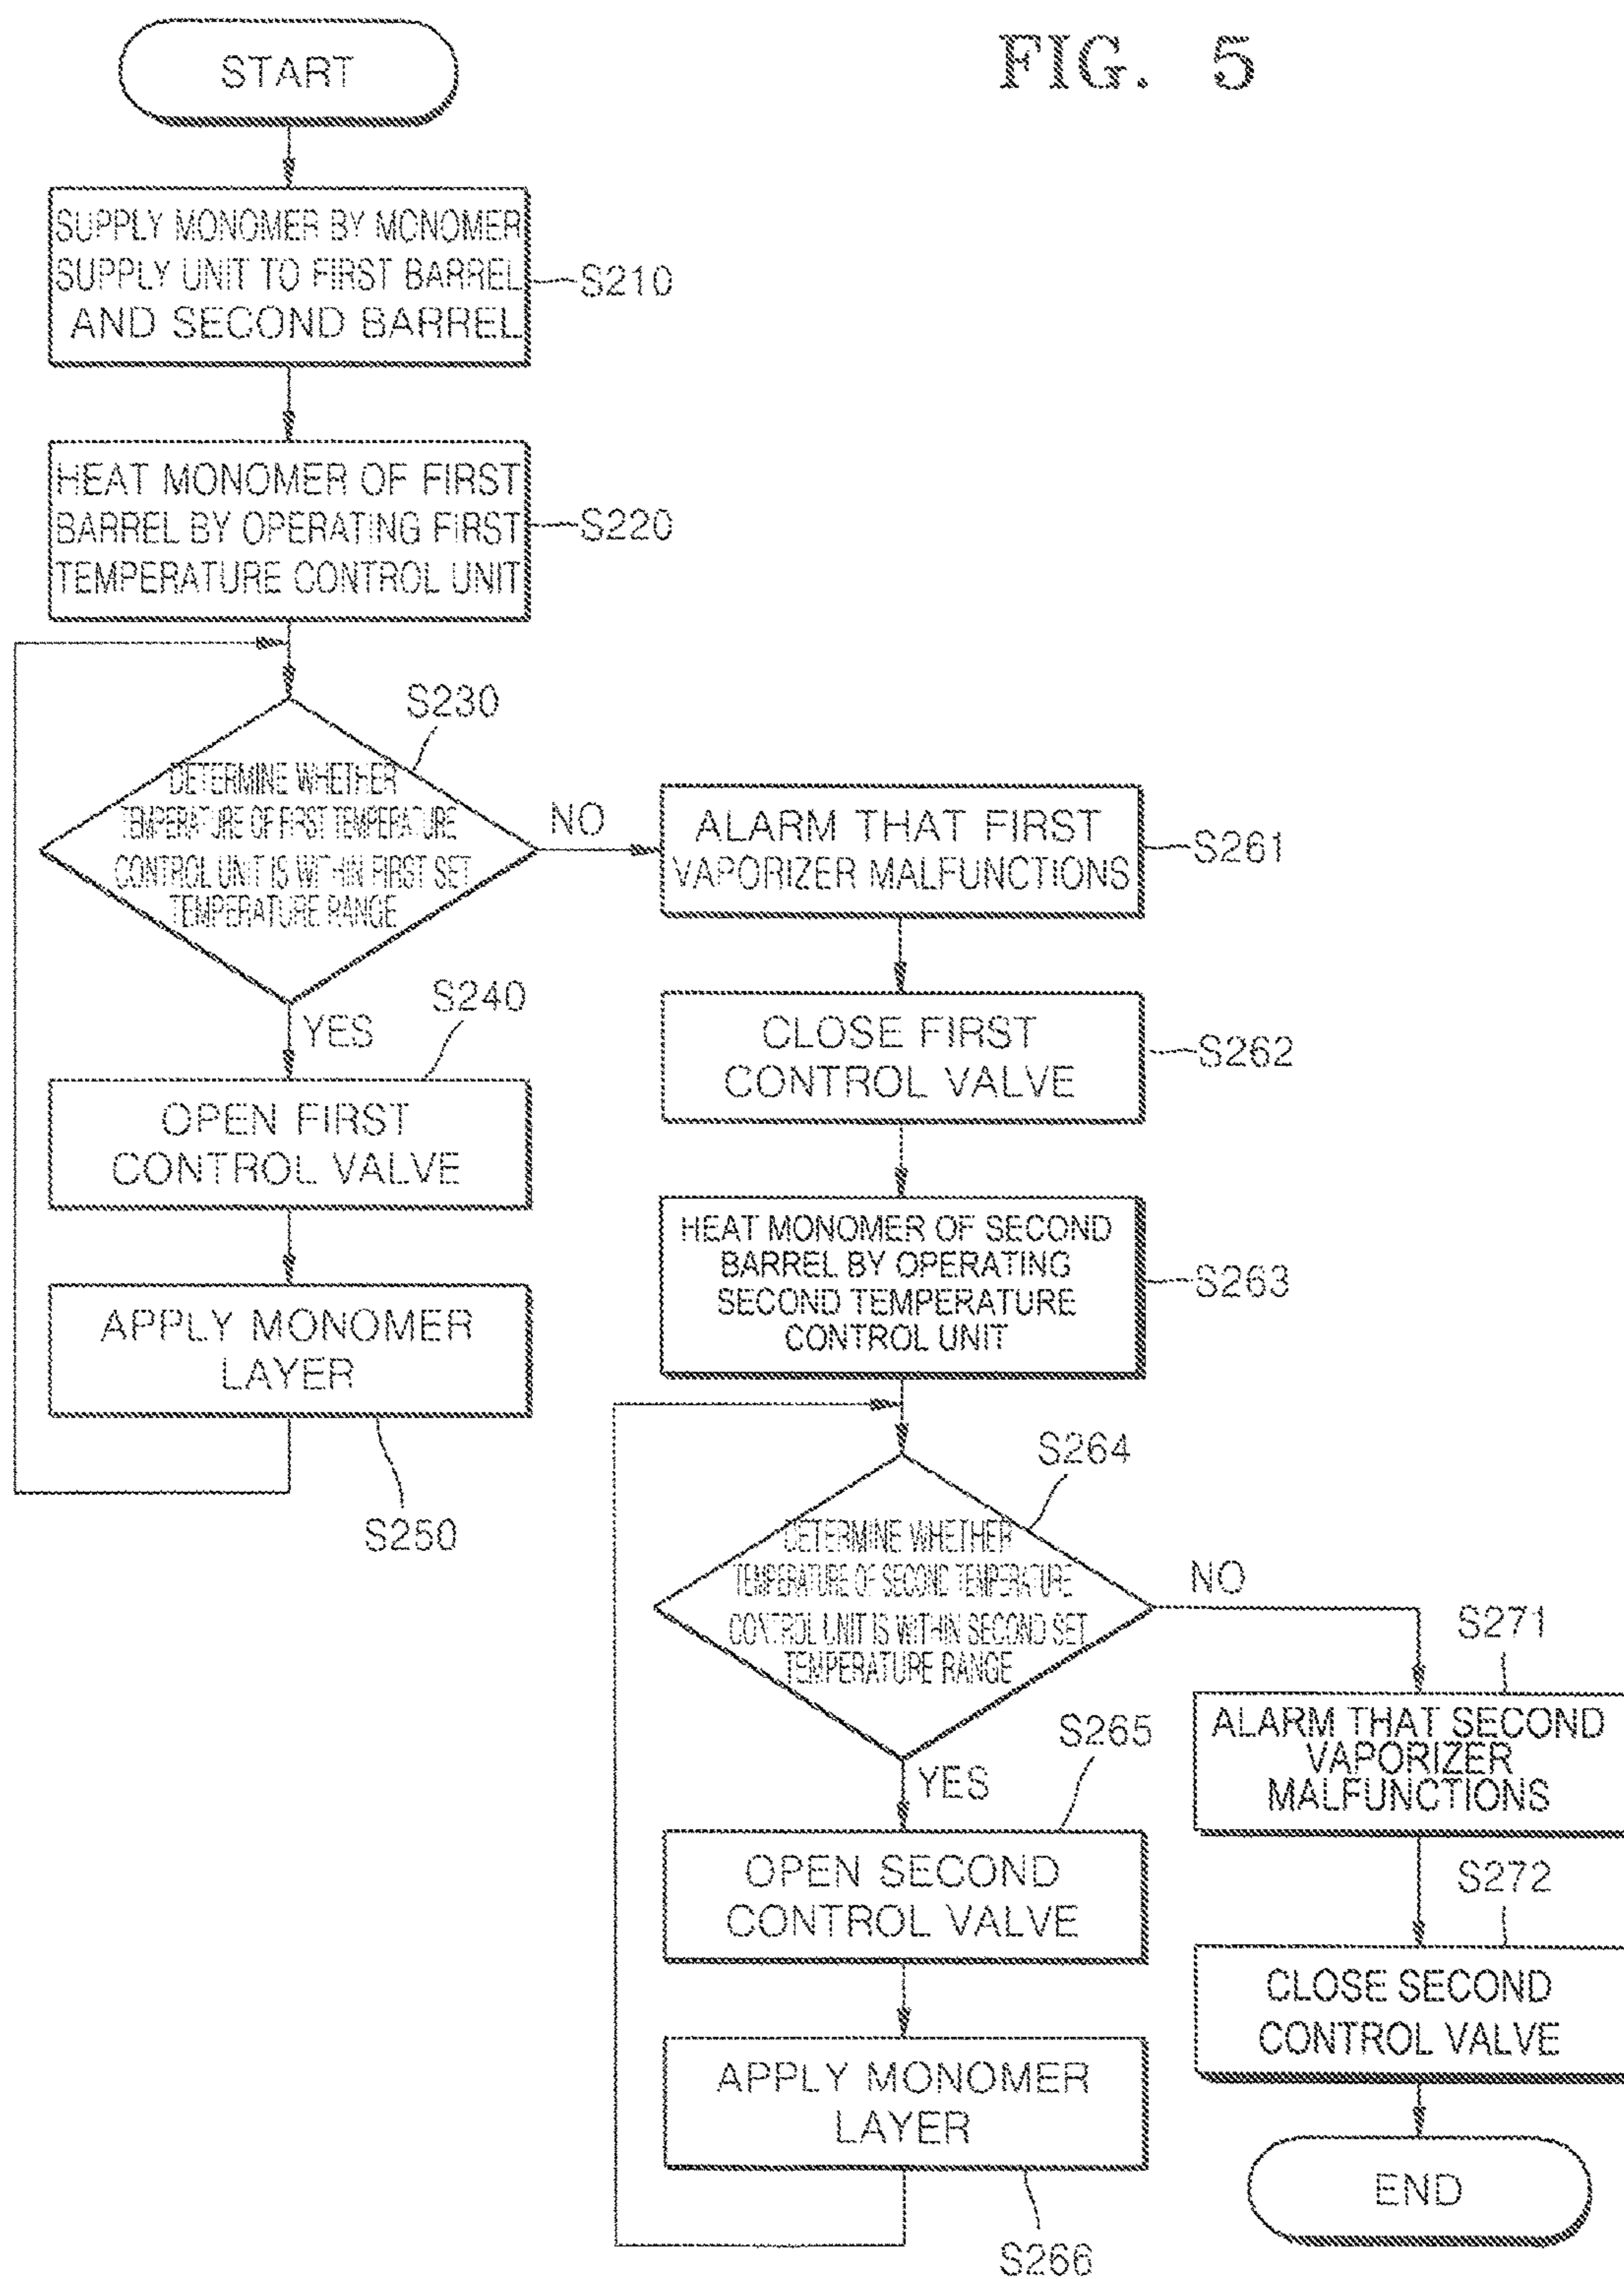 FIG. 5
START
SUPPLY MONOMER BY MONOMER
SUPPLY UNIT TO FIRST BARREL
AND SECOND BARREL
S210
HEAT MONOMER OF FIRST
BARREL BY OPERATING FIRST
TEMPERATURE CONTROL UNIT
S220
S230
DETERMINE WHETHER
TEMPERATURE OF FIRST TEMPERATURE
CONTROL UNIT IS WITHIN FIRST SET
TEMPERATURE RANGE
NO
YES
S240
OPEN FIRST
CONTROL VALVE
APPLY MONOMER
LAYER
S250
ALARM THAT FIRST
VAPORIZER MALFUNCTIONS
S261
CLOSE FIRST
CONTROL VALVE
S262
HEAT MONOMER OF SECOND
BARREL BY OPERATING
SECOND TEMPERATURE
CONTROL UNIT
S263
S264
DETERMINE WHETHER
TEMPERATURE OF SECOND TEMPERATURE
CONTROL UNIT IS WITHIN SECOND SET
TEMPERATURE RANGE
NO
YES
S265
OPEN SECOND
CONTROL VALVE
APPLY MONOMER
LAYER
S266
S271
ALARM THAT SECOND
VAPORIZER
MALFUNCTIONS
S272
CLOSE SECOND
CONTROL VALVE
END